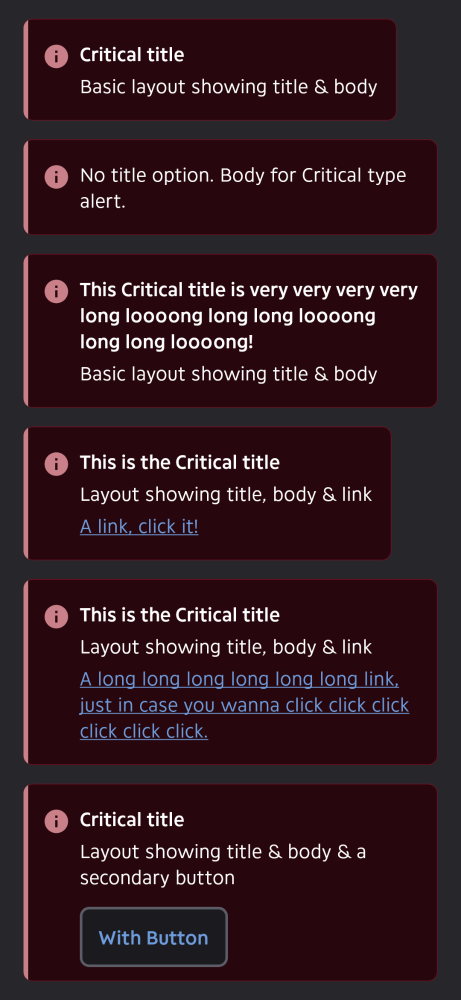 Critical title
Basic layout showing title & body
No title option. Body for Critical type
alert.
This Critical title is very very very very
long loooong long long loooong
long long loooong!
Basic layout showing title & body
This is the Critical title
Layout showing title, body & link
A link, click it!
This is the Critical title
Layout showing title, body & link
A long long long long long long link,
just in case you wanna click click click
click click click.
Critical title
Layout showing title & body & a
secondary button
With Button